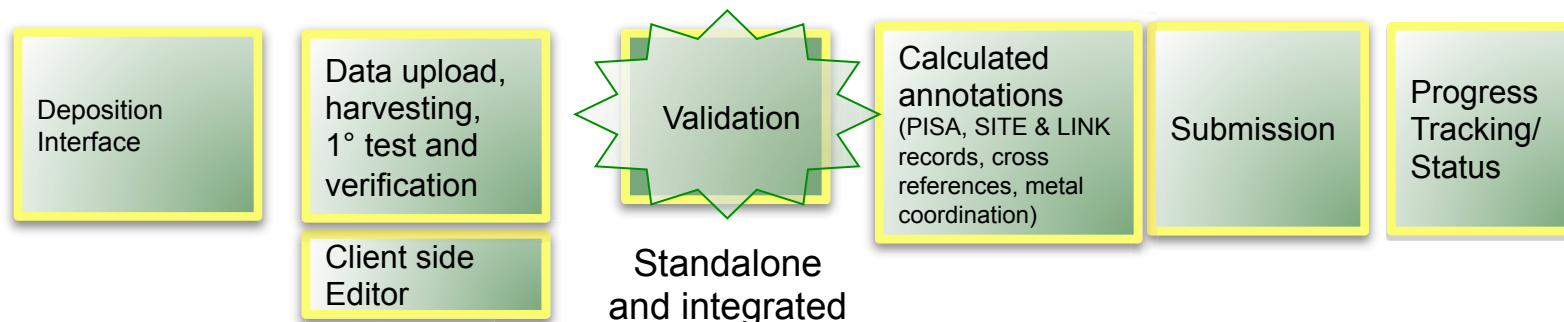 Deposition
Interface
Data upload,
harvesting,
1° test and
verification
Client side
Editor
Validation
Standalone
and integrated
Calculated
annotations
(PISA, SITE & LINK
records, cross
references, metal
coordination)
Submission
Progress
Tracking/
Status